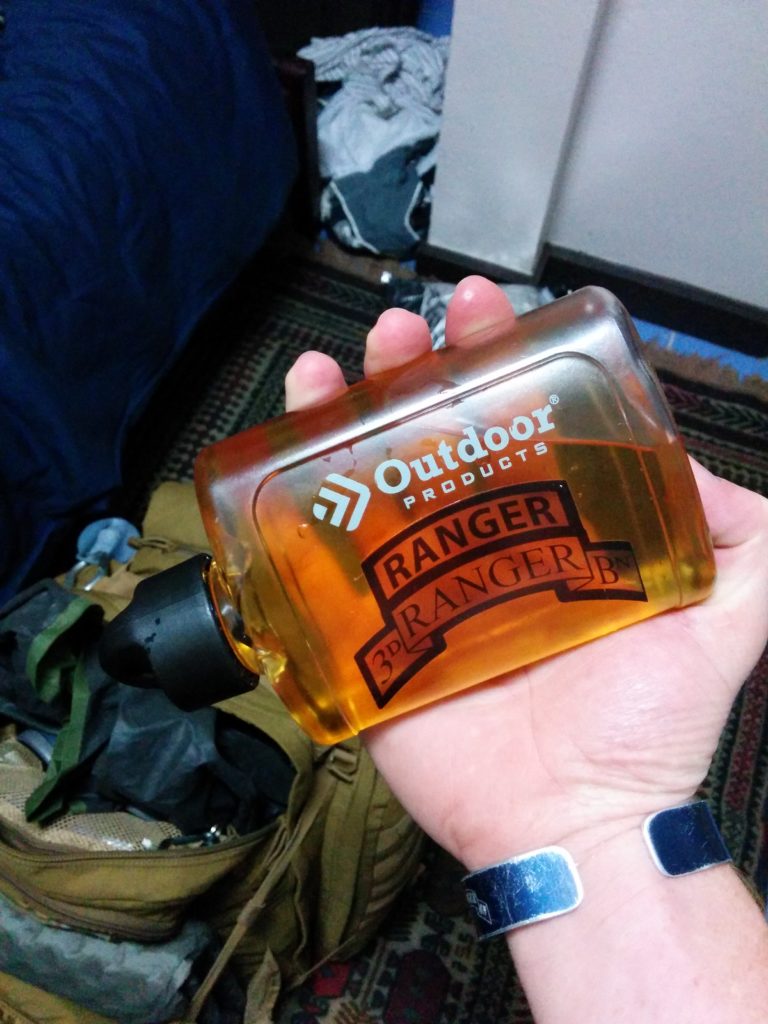 Outdoor®
PRODUCTS
RANGER
3D RANGER BN